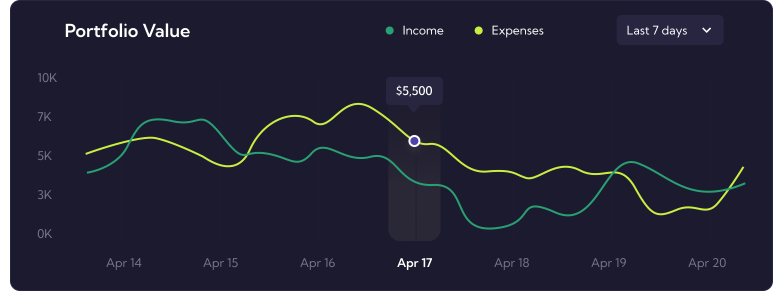 Portfolio Value
Income
Expenses
Last 7 days
10K
$5,500
7K
5K
3K
0K
Apr 14
Apr 15
Apr 16
Apr 17
Apr 18
Apr 19
Apr 20